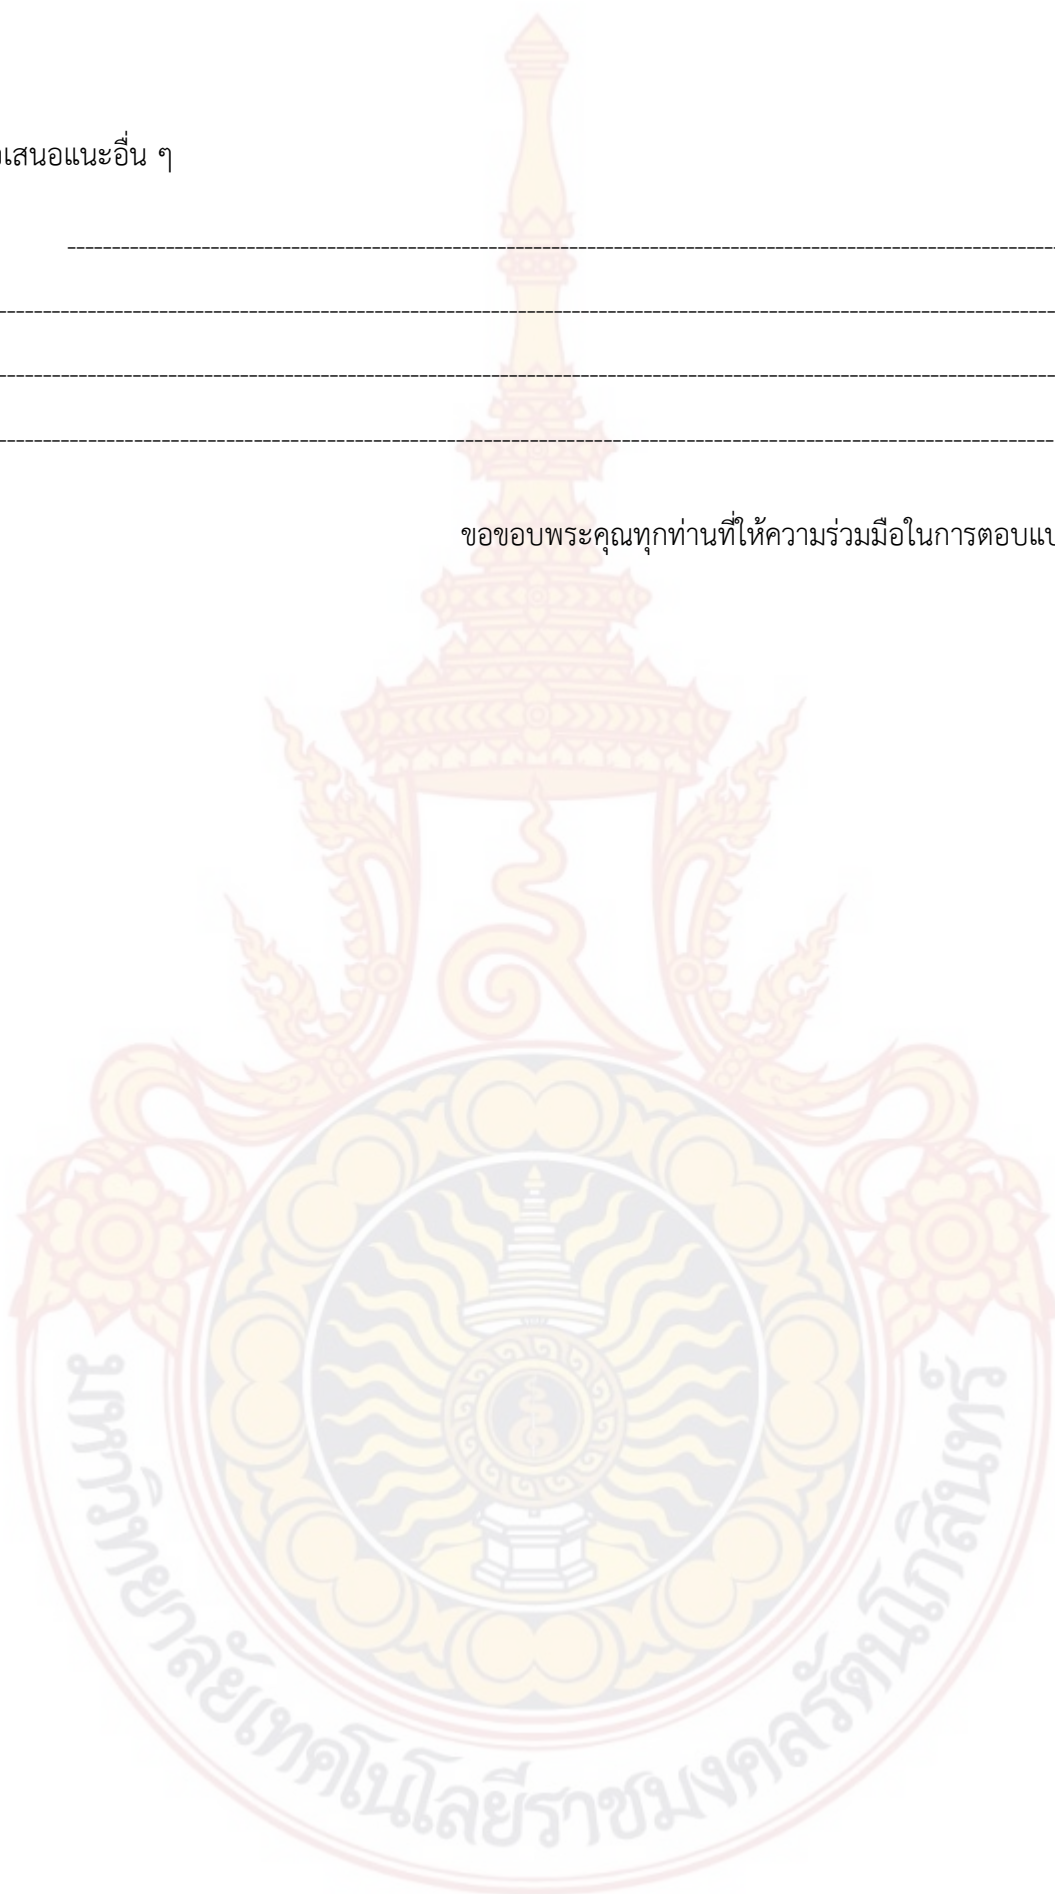 เสนอแนะอื่น ๆ
ขอขอบพระคุณทุกท่านที่ให้ความร่วมมือในการตอบแบ
มหาวิทยาลัยเทคโนโลยีราชมงคลรัตนโกสินทร์